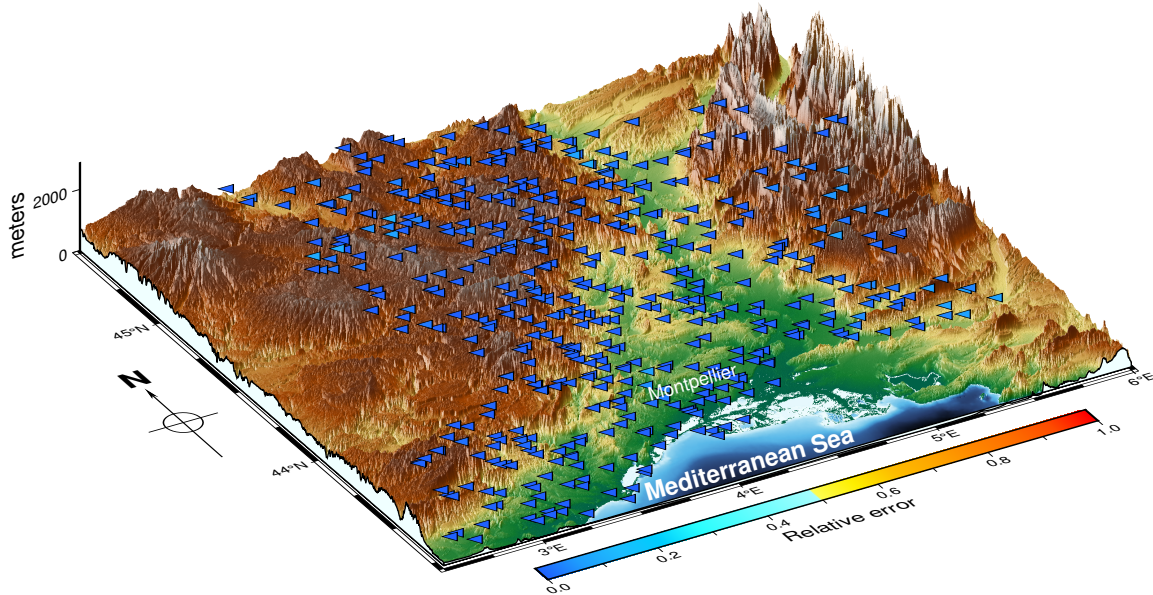 meters
2000
0
45°N
N
44°N
Montpellier
Mediterranean Sea
3°E
4°E
5°E
6°E
0.0
0.2
0.4
0.6
0.8
1.0
Relative error